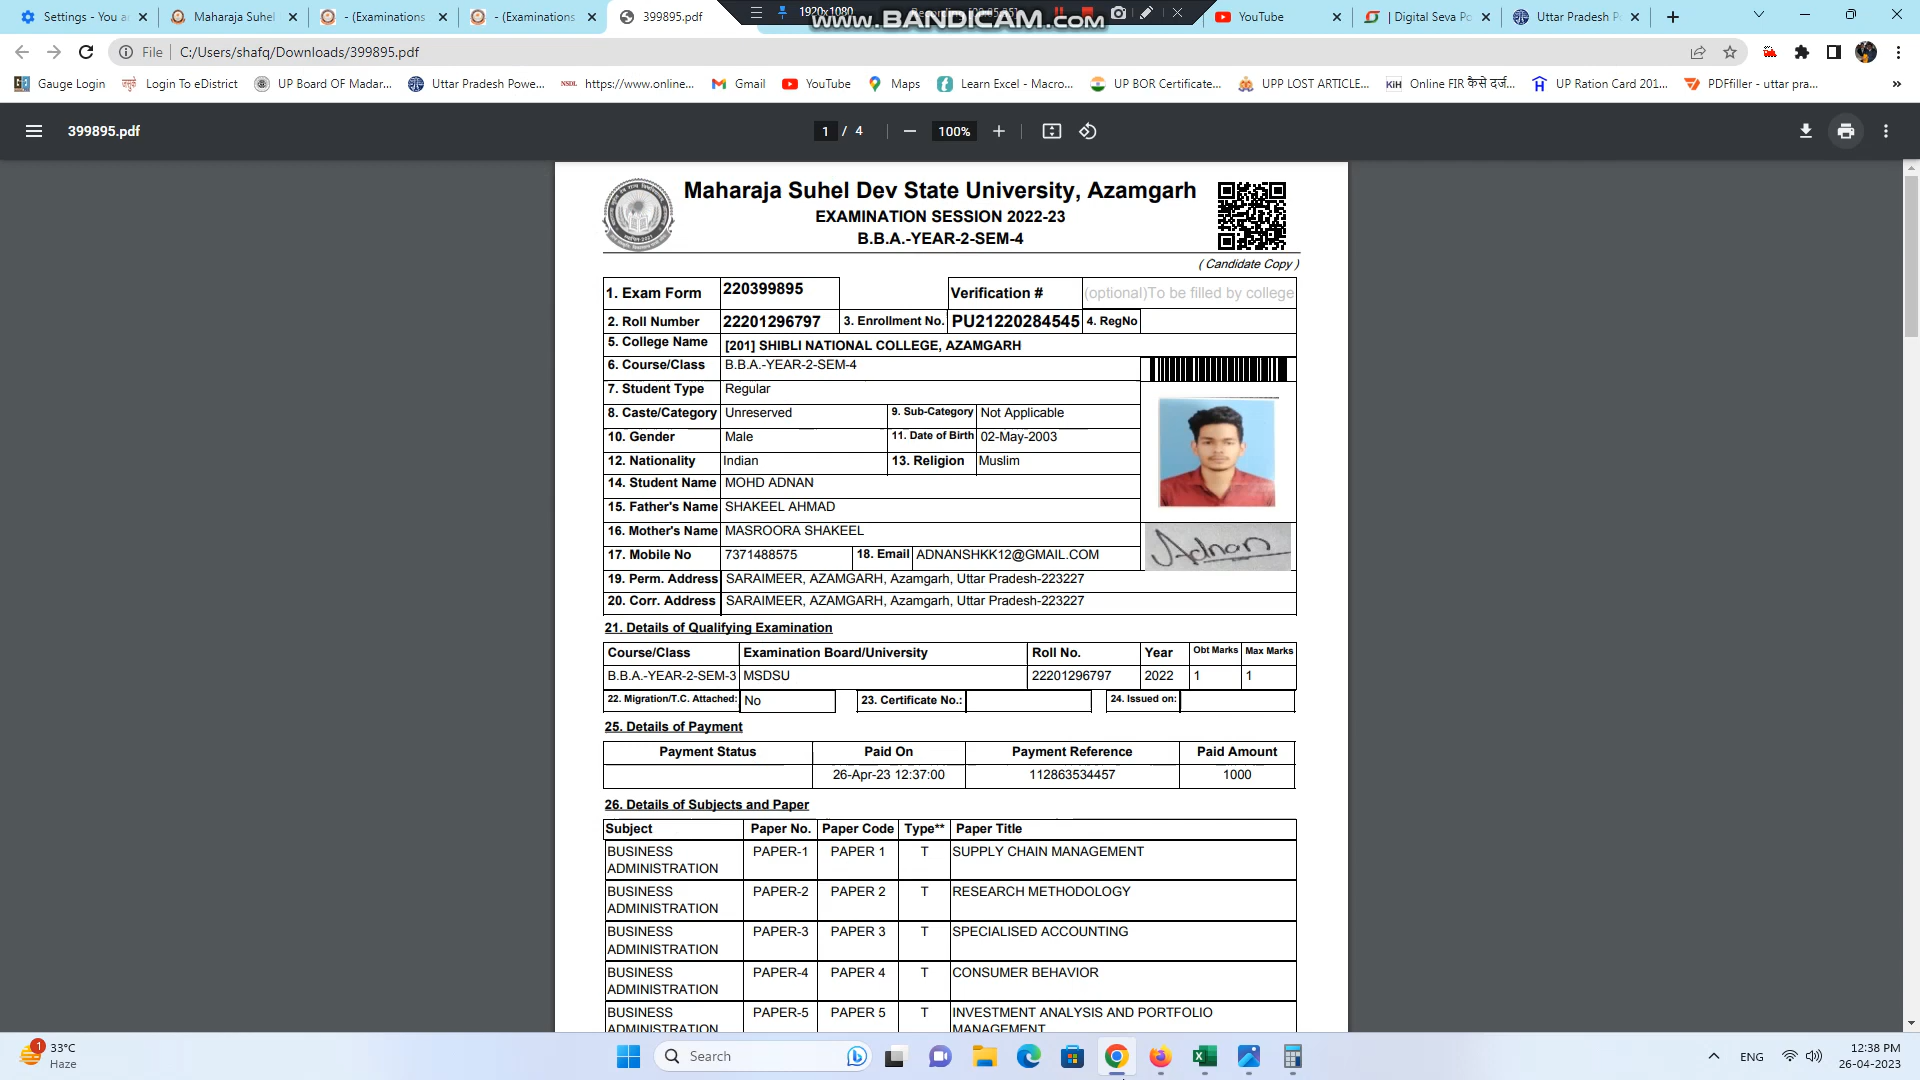 Settings - You a
Maharaja Suhel
- (Examinations
- (Examinations
399895.pdf
1920x1080
www.BANDICAM.com
YouTube
| Digital Seva Po
Uttar Pradesh P
File
C:/Users/shafq/Downloads/399895.pdf
Gauge Login
Login To eDistrict
UP Board OF Madar...
Uttar Pradesh Powe...
NSDL
https://www.online...
Gmail
YouTube
Maps
Learn Excel - Macro...
UP BOR Certificate...
UPP LOST ARTICLE...
KIH
Online FIR कैसे दर्ज...
UP Ration Card 201...
PDFfiller - uttar pra...
»
399895.pdf
1 / 4
100%
Maharaja Suhel Dev State University, Azamgarh
EXAMINATION SESSION 2022-23
B.B.A.-YEAR-2-SEM-4
( Candidate Copy )
1. Exam Form 220399895 Verification # (optional)To be filled by college
2. Roll Number 22201296797 3. Enrollment No. PU21220284545 4. RegNo
5. College Name [201] SHIBLI NATIONAL COLLEGE, AZAMGARH
6. Course/Class B.B.A.-YEAR-2-SEM-4
7. Student Type Regular
8. Caste/Category Unreserved 9. Sub-Category Not Applicable
10. Gender Male 11. Date of Birth 02-May-2003
12. Nationality Indian 13. Religion Muslim
14. Student Name MOHD ADNAN
15. Father's Name SHAKEEL AHMAD
16. Mother's Name MASROORA SHAKEEL
Adnan
17. Mobile No 7371488575 18. Email ADNANSHKK12@GMAIL.COM
19. Perm. Address SARAIMEER, AZAMGARH, Azamgarh, Uttar Pradesh-223227
20. Corr. Address SARAIMEER, AZAMGARH, Azamgarh, Uttar Pradesh-223227
21. Details of Qualifying Examination
Course/Class Examination Board/University Roll No. Year Obt Marks Max Marks
B.B.A.-YEAR-2-SEM-3 MSDSU 22201296797 2022 1 1
22. Migration/T.C. Attached: No 23. Certificate No.: 24. Issued on:
25. Details of Payment
Payment Status Paid On Payment Reference Paid Amount
26-Apr-23 12:37:00 112863534457 1000
26. Details of Subjects and Paper
Subject Paper No. Paper Code Type** Paper Title
BUSINESS PAPER-1 PAPER 1 T SUPPLY CHAIN MANAGEMENT
ADMINISTRATION
BUSINESS PAPER-2 PAPER 2 T RESEARCH METHODOLOGY
ADMINISTRATION
BUSINESS PAPER-3 PAPER 3 T SPECIALISED ACCOUNTING
ADMINISTRATION
BUSINESS PAPER-4 PAPER 4 T CONSUMER BEHAVIOR
ADMINISTRATION
BUSINESS PAPER-5 PAPER 5 T INVESTMENT ANALYSIS AND PORTFOLIO
ADMINISTRATION MANAGEMENT
1
33°C
Haze
Search
ENG
12:38 PM
26-04-2023